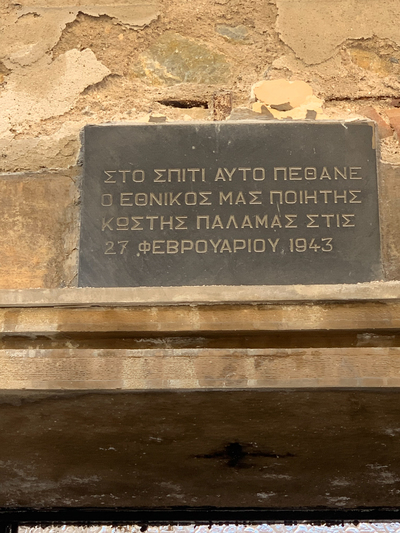 ΣΤΟ ΣΠΙΤΙ ΑΥΤΟ ΠΕΘΑΝΕ
Ο ΕΘΝΙΚΟΣ ΜΑΣ ΠΟΙΗΤΗΣ
ΚΩΣΤΗΣ ΠΑΛΑΜΑΣ ΣΤΙΣ
27 ΦΕΒΡΟΥΑΡΙΟΥ, 1943